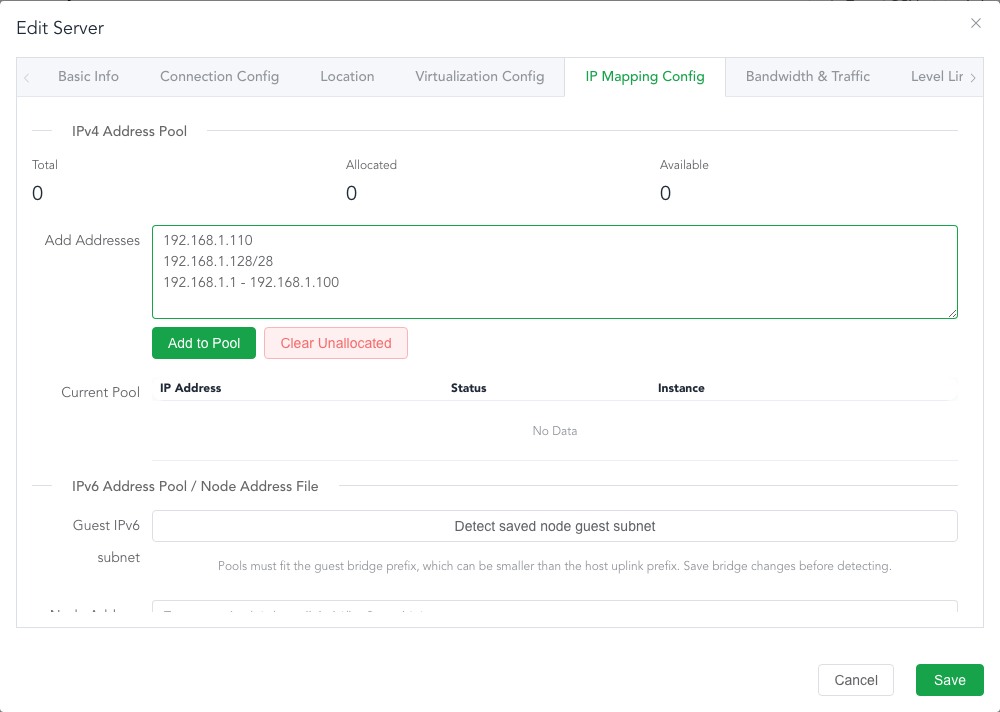 Edit Server
Basic Info
Connection Config
Location
Virtualization Config
IP Mapping Config
Bandwidth & Traffic
IPv4 Address Pool
Total
Allocated
Available
0
0
0
Add Addresses
192.168.1.110
192.168.1.128/28
192.168.1.1 - 192.168.1.100
Add to Pool
Clear Unallocated
Current Pool
IP Address
Status
Instance
No Data
IPv6 Address Pool / Node Address File
Guest IPv6
subnet
Detect saved node guest subnet
Pools must fit the guest bridge prefix, which can be smaller than the host uplink prefix. Save bridge changes before detecting.
Cancel
Save